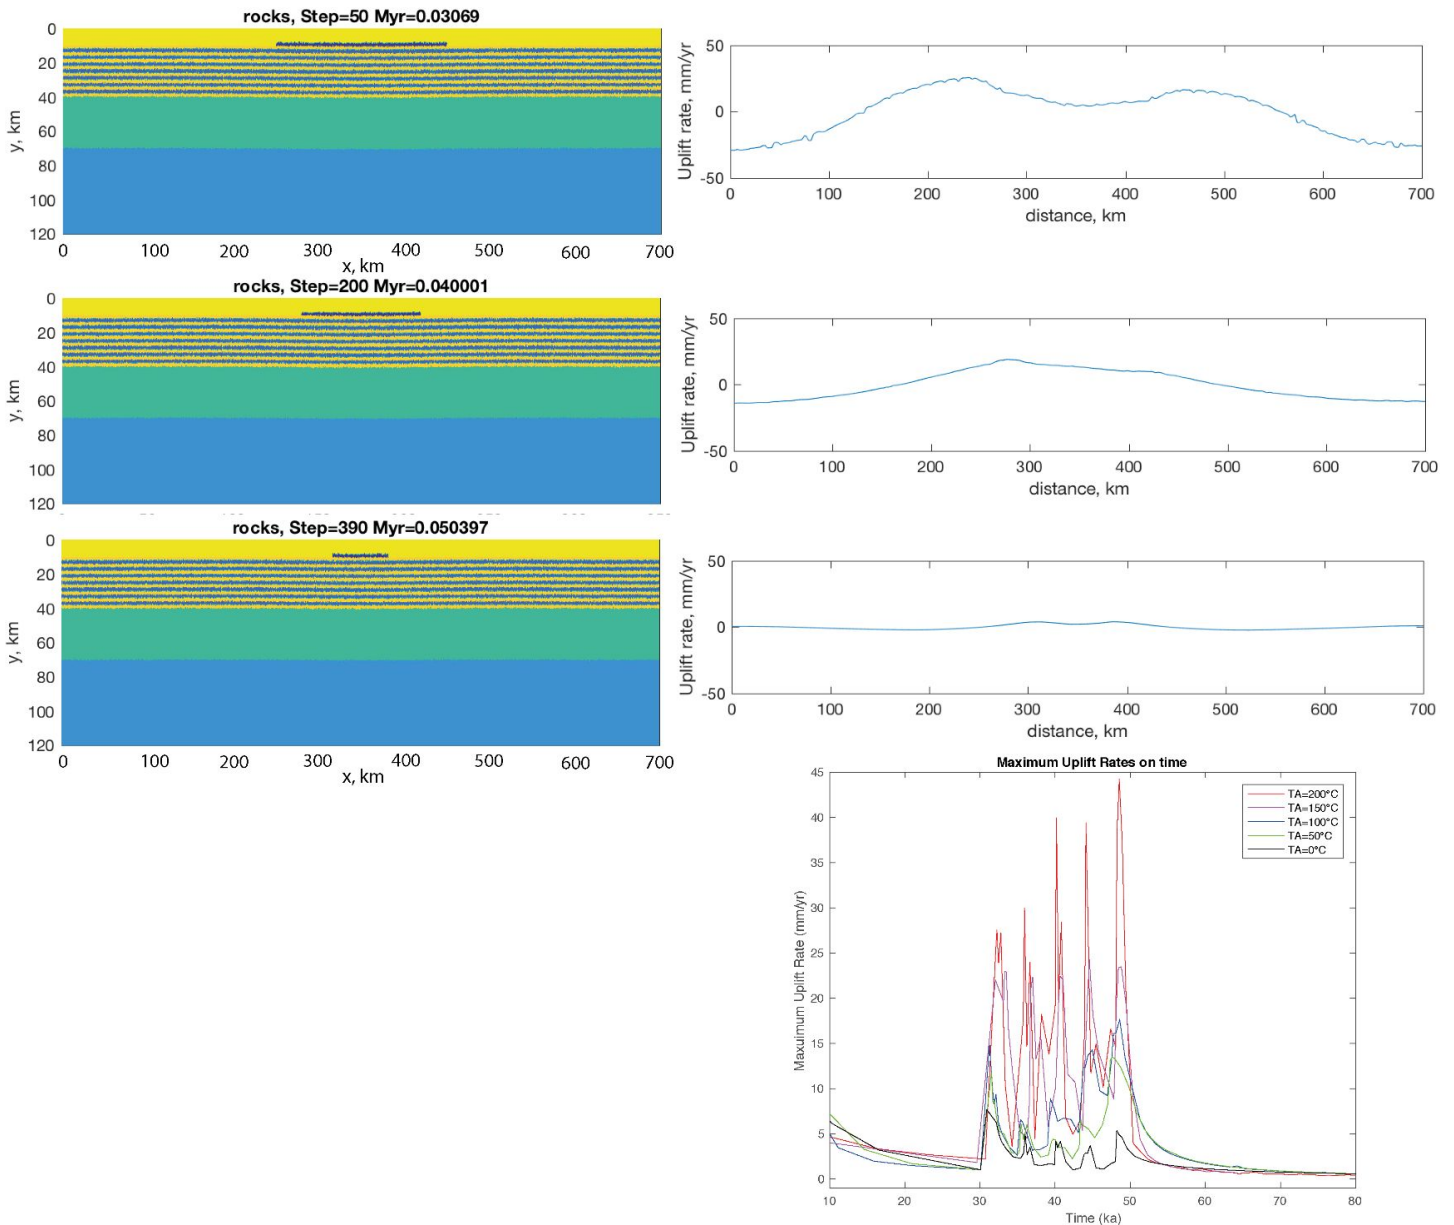 rocks, Step=50 Myr=0.03069
0
20
40
60
80
100
120
y, km
0 100 200 300 400 500 600 700
x, km
50
0
-50
Uplift rate, mm/yr
0 100 200 300 400 500 600 700
distance, km
rocks, Step=200 Myr=0.040001
0
20
40
60
80
100
120
y, km
50
0
-50
Uplift rate, mm/yr
0 100 200 300 400 500 600 700
distance, km
rocks, Step=390 Myr=0.050397
0
20
40
60
80
100
120
y, km
0 100 200 300 400 500 600 700
x, km
50
0
-50
Uplift rate, mm/yr
0 100 200 300 400 500 600 700
distance, km
Maximum Uplift Rates on time
45
40
35
30
25
20
15
10
5
0
Maxuimum Uplift Rate (mm/yr)
TA=200°C
TA=150°C
TA=100°C
TA=50°C
TA=0°C
10 20 30 40 50 60 70 80
Time (ka)